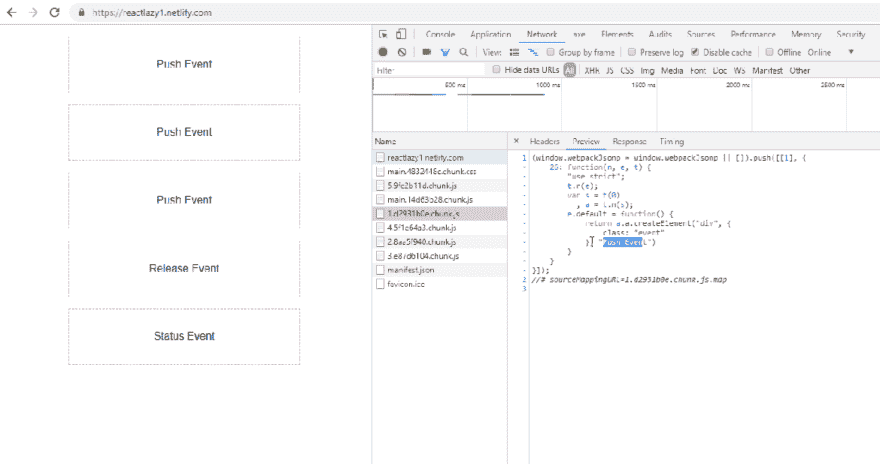 https://reactlazy1.netlify.com
Push Event
Push Event
Push Event
Release Event
Status Event
Console Application Network axe Elements Audits Sources Performance Memory Security
View: Group by frame Preserve log Disable cache Offline Online
Filter Hide data URLs All XHR JS CSS Img Media Font Doc WS Manifest Other
500 ms 1000 ms 1500 ms 2000 ms 2500 ms
Name
reactlazy1.netlify.com
main.4832446c.chunk.css
5.9fc2b11d.chunk.js
main.14d63b28.chunk.js
1.d2931b0e.chunk.js
4.5f1c64a3.chunk.js
2.8aa5f940.chunk.js
3.e87d6104.chunk.js
manifest.json
favicon.ico
× Headers Preview Response Timing
1 (window.webpackJsonp = window.webpackJsonp || []).push([[1], {
- 25: function(n, e, t) {
- "use strict";
- t.r(e);
- var s = t(0)
- , a = t.n(s);
- e.default = function() {
- return a.a.createElement("div", {
- class: "event"
- }, "Push Event")
- }
- }
- }]);
2 //# sourceMappingURL=1.d2931b0e.chunk.js.map
3